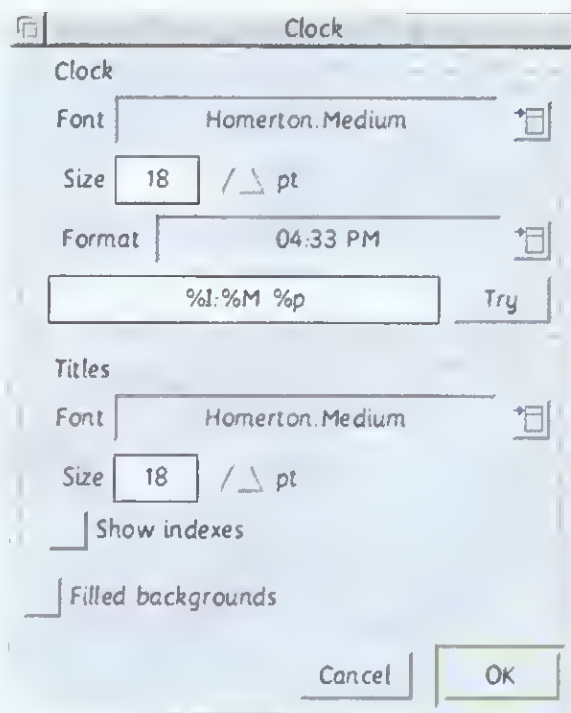 Clock
Clock
Font Homerton.Medium
Size 18 pt
Format 04:33 PM
%I:%M %p Try
Titles
Font Homerton.Medium
Size 18 pt
Show indexes
Filled backgrounds
Cancel OK